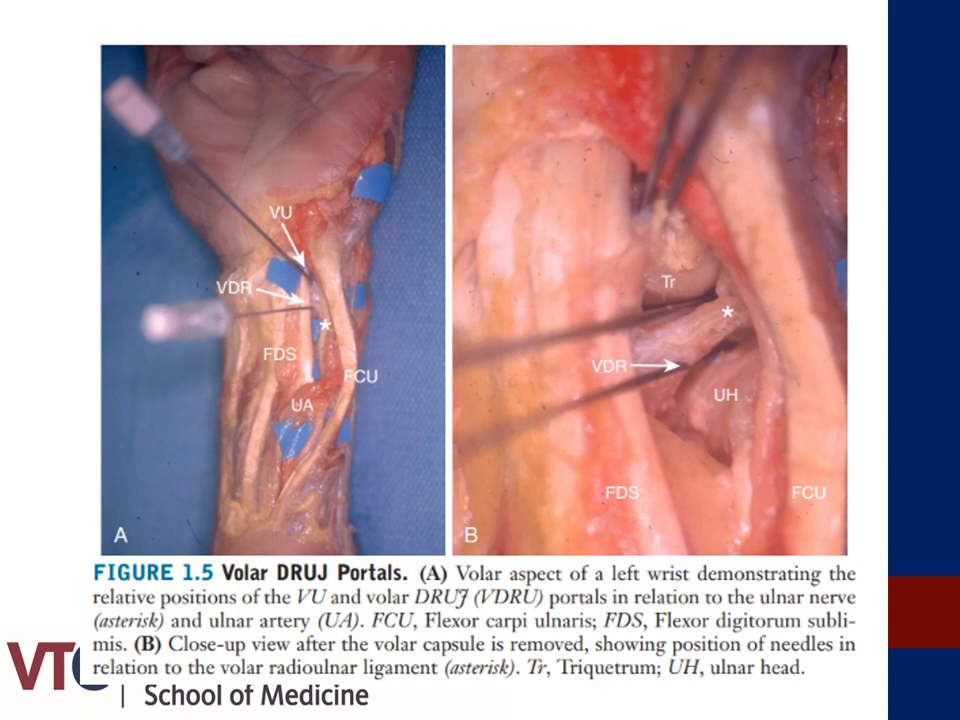 VU
VDR
*
FDS
FCU
UA
A
Tr
*
VDR
UH
FDS
FCU
B
FIGURE 1.5 Volar DRUJ Portals. (A) Volar aspect of a left wrist demonstrating the
relative positions of the VU and volar DRUJ (VDRU) portals in relation to the ulnar nerve
(asterisk) and ulnar artery (UA). FCU, Flexor carpi ulnaris; FDS, Flexor digitorum subli-
mis. (B) Close-up view after the volar capsule is removed, showing position of needles in
relation to the volar radioulnar ligament (asterisk). Tr, Triquetrum; UH, ulnar head.
VTC
| School of Medicine